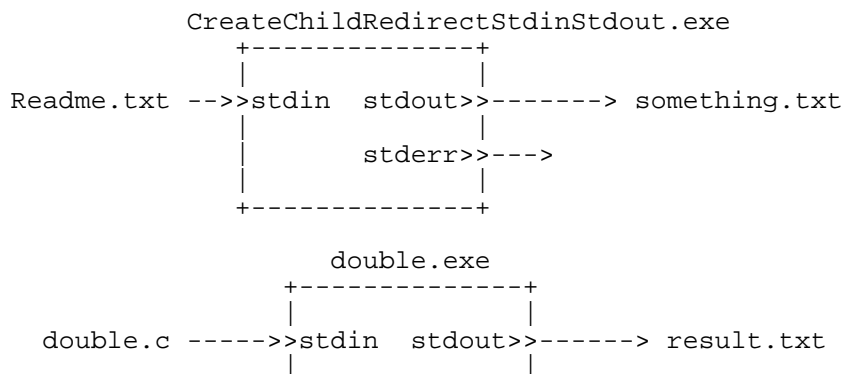 CreateChildRedirectStdinStdout.exe
+--------------+
| |
Readme.txt -->>stdin stdout>>-------> something.txt
| |
| stderr>>--->
| |
+--------------+
double.exe
+--------------+
| |
double.c ----->>stdin stdout>>------> result.txt
| |